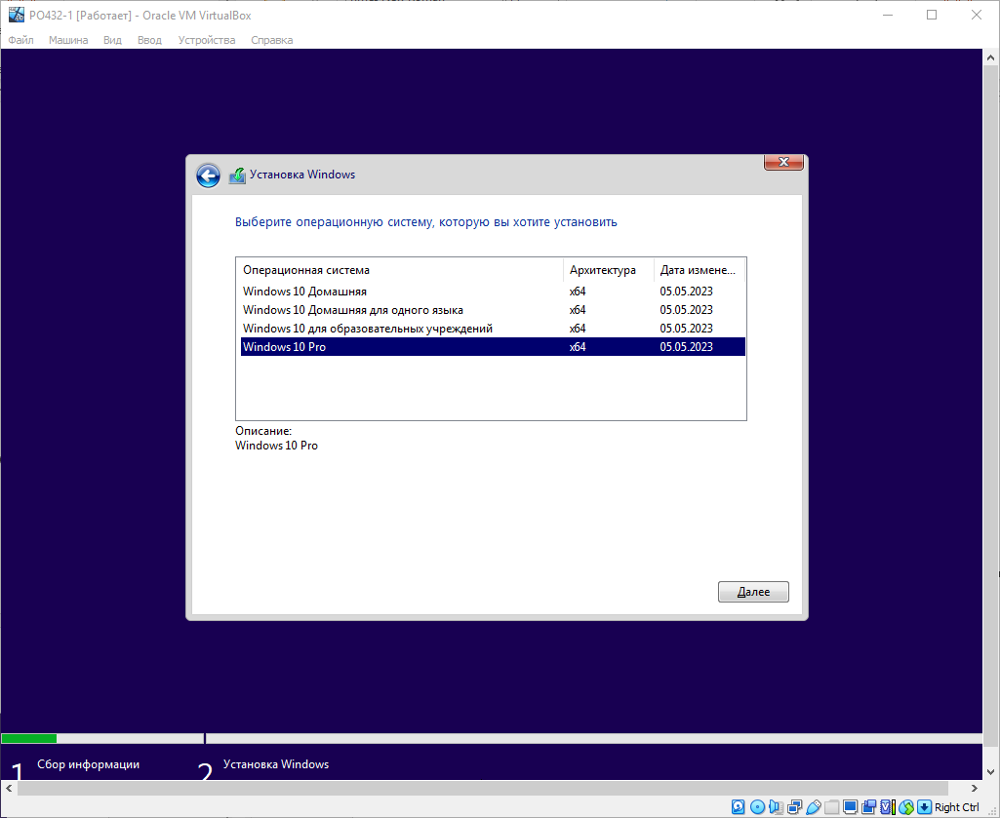 PO432-1 [Работает] - Oracle VM VirtualBox
Файл Машина Вид Ввод Устройства Справка
Установка Windows
Выберите операционную систему, которую вы хотите установить
Операционная система Архитектура Дата измене...
Windows 10 Домашняя x64 05.05.2023
Windows 10 Домашняя для одного языка x64 05.05.2023
Windows 10 для образовательных учреждений x64 05.05.2023
Windows 10 Pro x64 05.05.2023
Описание:
Windows 10 Pro
Далее
1 Сбор информации 2 Установка Windows
Right Ctrl